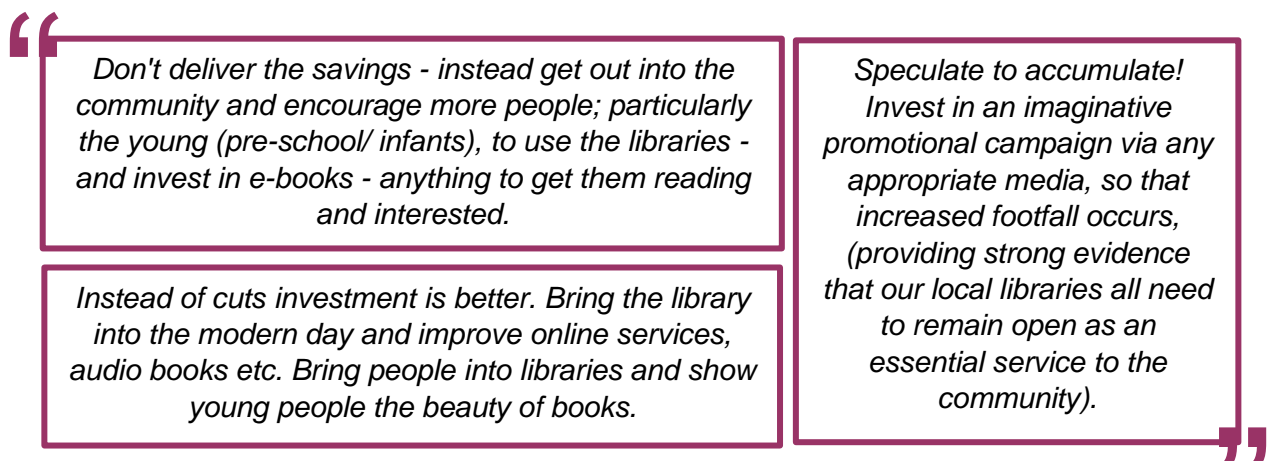 “
Don't deliver the savings - instead get out into the
community and encourage more people; particularly
the young (pre-school/ infants), to use the libraries -
and invest in e-books - anything to get them reading
and interested.
Instead of cuts investment is better. Bring the library
into the modern day and improve online services,
audio books etc. Bring people into libraries and show
young people the beauty of books.
Speculate to accumulate!
Invest in an imaginative
promotional campaign via any
appropriate media, so that
increased footfall occurs,
(providing strong evidence
that our local libraries all need
to remain open as an
essential service to the
community).
”